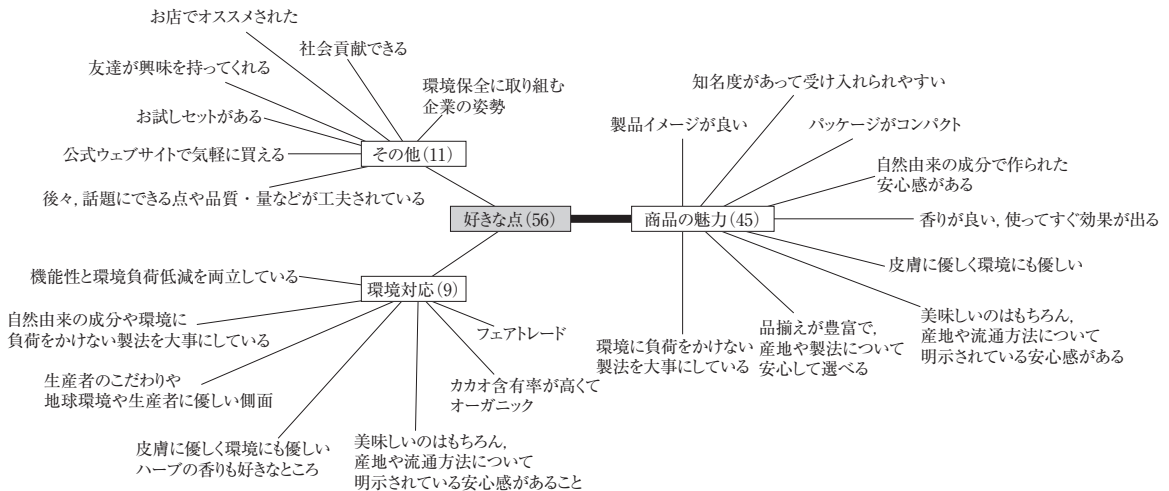 お店でオススメされた
社会貢献できる
友達が興味を持ってくれる
環境保全に取り組む
企業の姿勢
お試しセットがある
公式ウェブサイトで気軽に買える
その他(11)
後々,話題にできる点や品質・量などが工夫されている
知名度があって受け入れられやすい
製品イメージが良い
パッケージがコンパクト
自然由来の成分で作られた
安心感がある
好きな点(56)
商品の魅力(45)
香りが良い,使ってすぐ効果が出る
皮膚に優しく環境にも優しい
美味しいのはもちろん,
産地や流通方法について
明示されている安心感がある
品揃えが豊富で,
産地や製法について
安心して選べる
環境に負荷をかけない
製法を大事にしている
機能性と環境負荷低減を両立している
環境対応(9)
自然由来の成分や環境に
負荷をかけない製法を大事にしている
フェアトレード
生産者のこだわりや
地球環境や生産者に優しい側面
カカオ含有率が高くて
オーガニック
皮膚に優しく環境にも優しい
ハーブの香りも好きなところ
美味しいのはもちろん,
産地や流通方法について
明示されている安心感があること